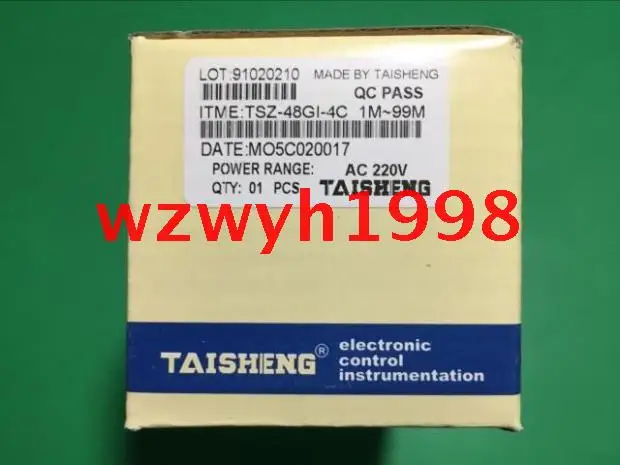 LOT:91020210 MADE BY TAISHENG
QC PASS
ITME:TSZ-48GI-4C 1M~99M
DATE:MO5C020017
POWER RANGE: AC 220V
QTY: 01 PCS TAISHENG
wzwyh1998
TAISHENG® electronic
control
instrumentation